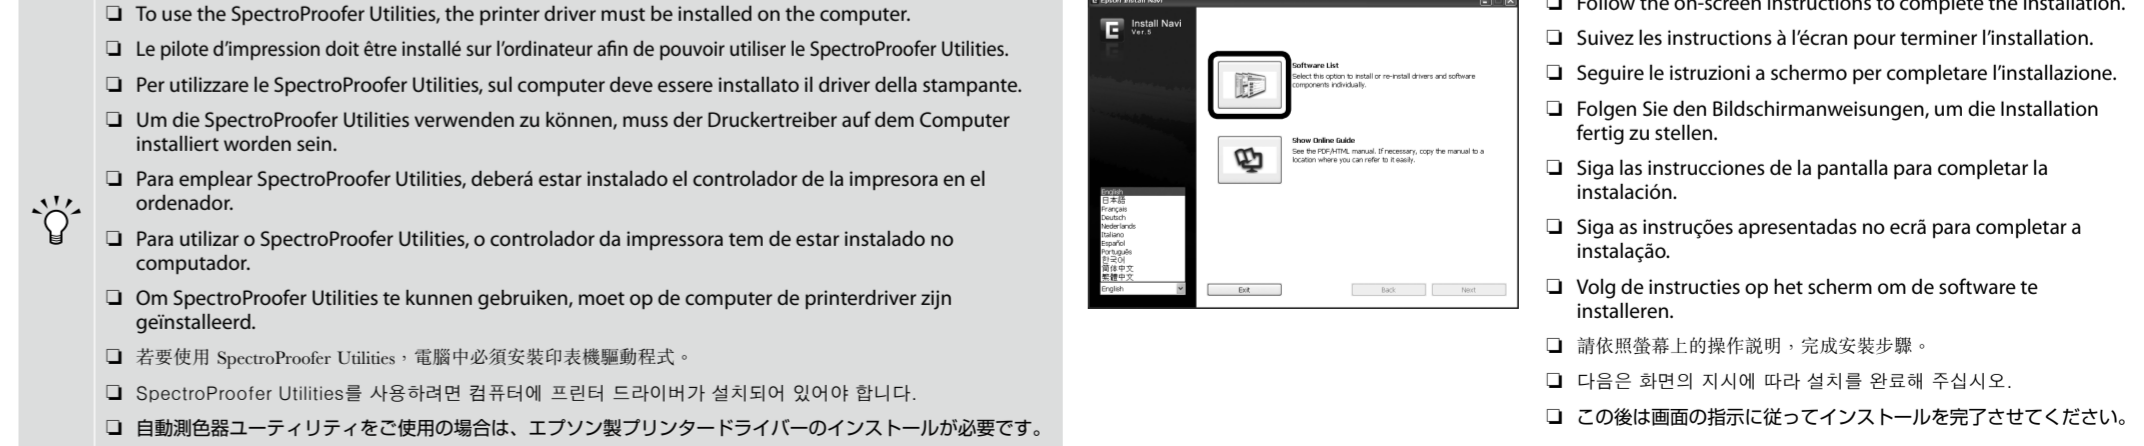 ❏ To use the SpectroProofer Utilities, the printer driver must be installed on the computer.
❏ Le pilote d’impression doit être installé sur l’ordinateur afin de pouvoir utiliser le SpectroProofer Utilities.
❏ Per utilizzare le SpectroProofer Utilities, sul computer deve essere installato il driver della stampante.
❏ Um die SpectroProofer Utilities verwenden zu können, muss der Druckertreiber auf dem Computer
installiert worden sein.
❏ Para emplear SpectroProofer Utilities, deberá estar instalado el controlador de la impresora en el
ordenador.
❏ Para utilizar o SpectroProofer Utilities, o controlador da impressora tem de estar instalado no
computador.
❏ Om SpectroProofer Utilities te kunnen gebruiken, moet op de computer de printerdriver zijn
geïnstalleerd.
❏ 若要使用 SpectroProofer Utilities，電腦中必須安裝印表機驅動程式。
❏ SpectroProofer Utilities를 사용하려면 컴퓨터에 프린터 드라이버가 설치되어 있어야 합니다.
❏ 自動測色器ユーティリティをご使用の場合は、エプソン製プリンタードライバーのインストールが必要です。
Epson Install Navi
Install Navi
Ver.5
Software List
Select this option to install or re-install drivers and software
components individually.
Show Online Guide
See the PDF/HTML manual. If necessary, copy the manual to a
location where you can refer to it easily.
English
日本語
Français
Deutsch
Nederlands
Italiano
Español
Português
한국어
简体中文
繁體中文
English
Exit
Back
Next
❏ Follow the on-screen instructions to complete the installation.
❏ Suivez les instructions à l’écran pour terminer l’installation.
❏ Seguire le istruzioni a schermo per completare l’installazione.
❏ Folgen Sie den Bildschirmanweisungen, um die Installation
fertig zu stellen.
❏ Siga las instrucciones de la pantalla para completar la
instalación.
❏ Siga as instruções apresentadas no ecrã para completar a
instalação.
❏ Volg de instructies op het scherm om de software te
installeren.
❏ 請依照螢幕上的操作說明，完成安裝步驟。
❏ 다음은 화면의 지시에 따라 설치를 완료해 주십시오.
❏ この後は画面の指示に従ってインストールを完了させてください。